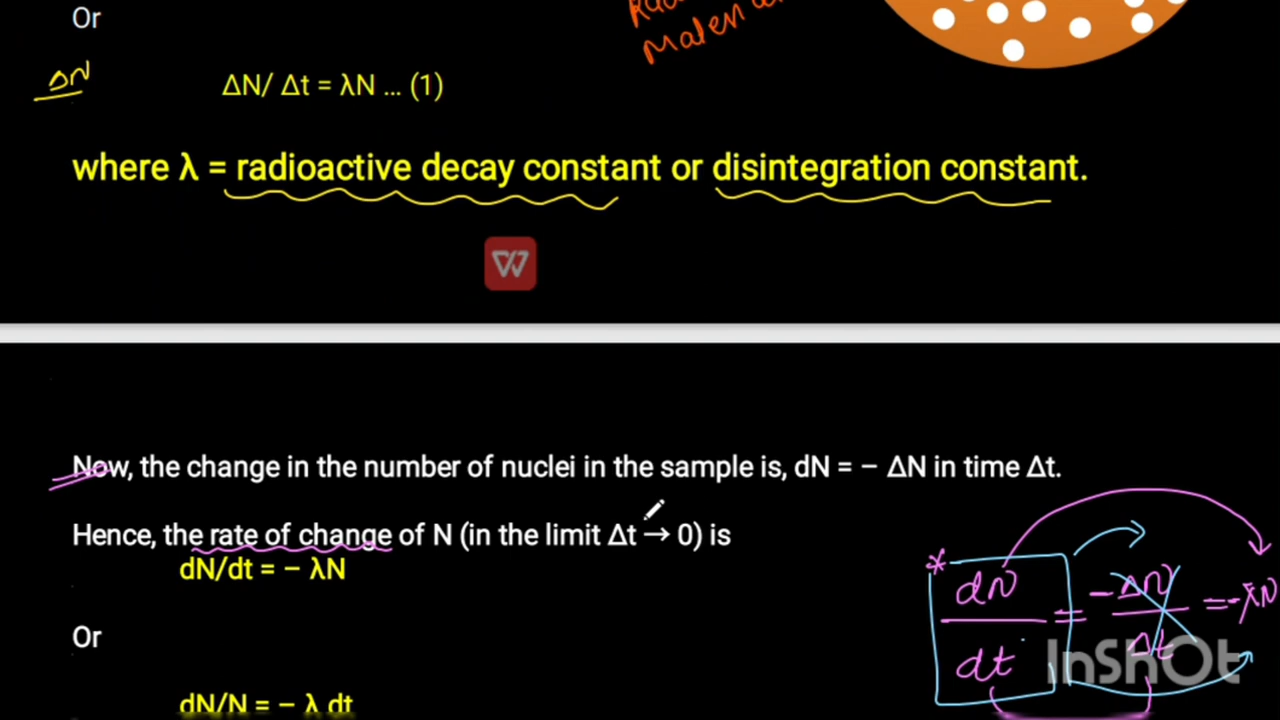 Or
ΔN
ΔN/ Δt = λN ... (1)
where λ = radioactive decay constant or disintegration constant.
W
Now, the change in the number of nuclei in the sample is, dN = – ΔN in time Δt.
Hence, the rate of change of N (in the limit Δt → 0) is
dN/dt = – λN
* dN/dt = -ΔN/Δt = -λN
Or
InShOt
dN/N = – λ dt